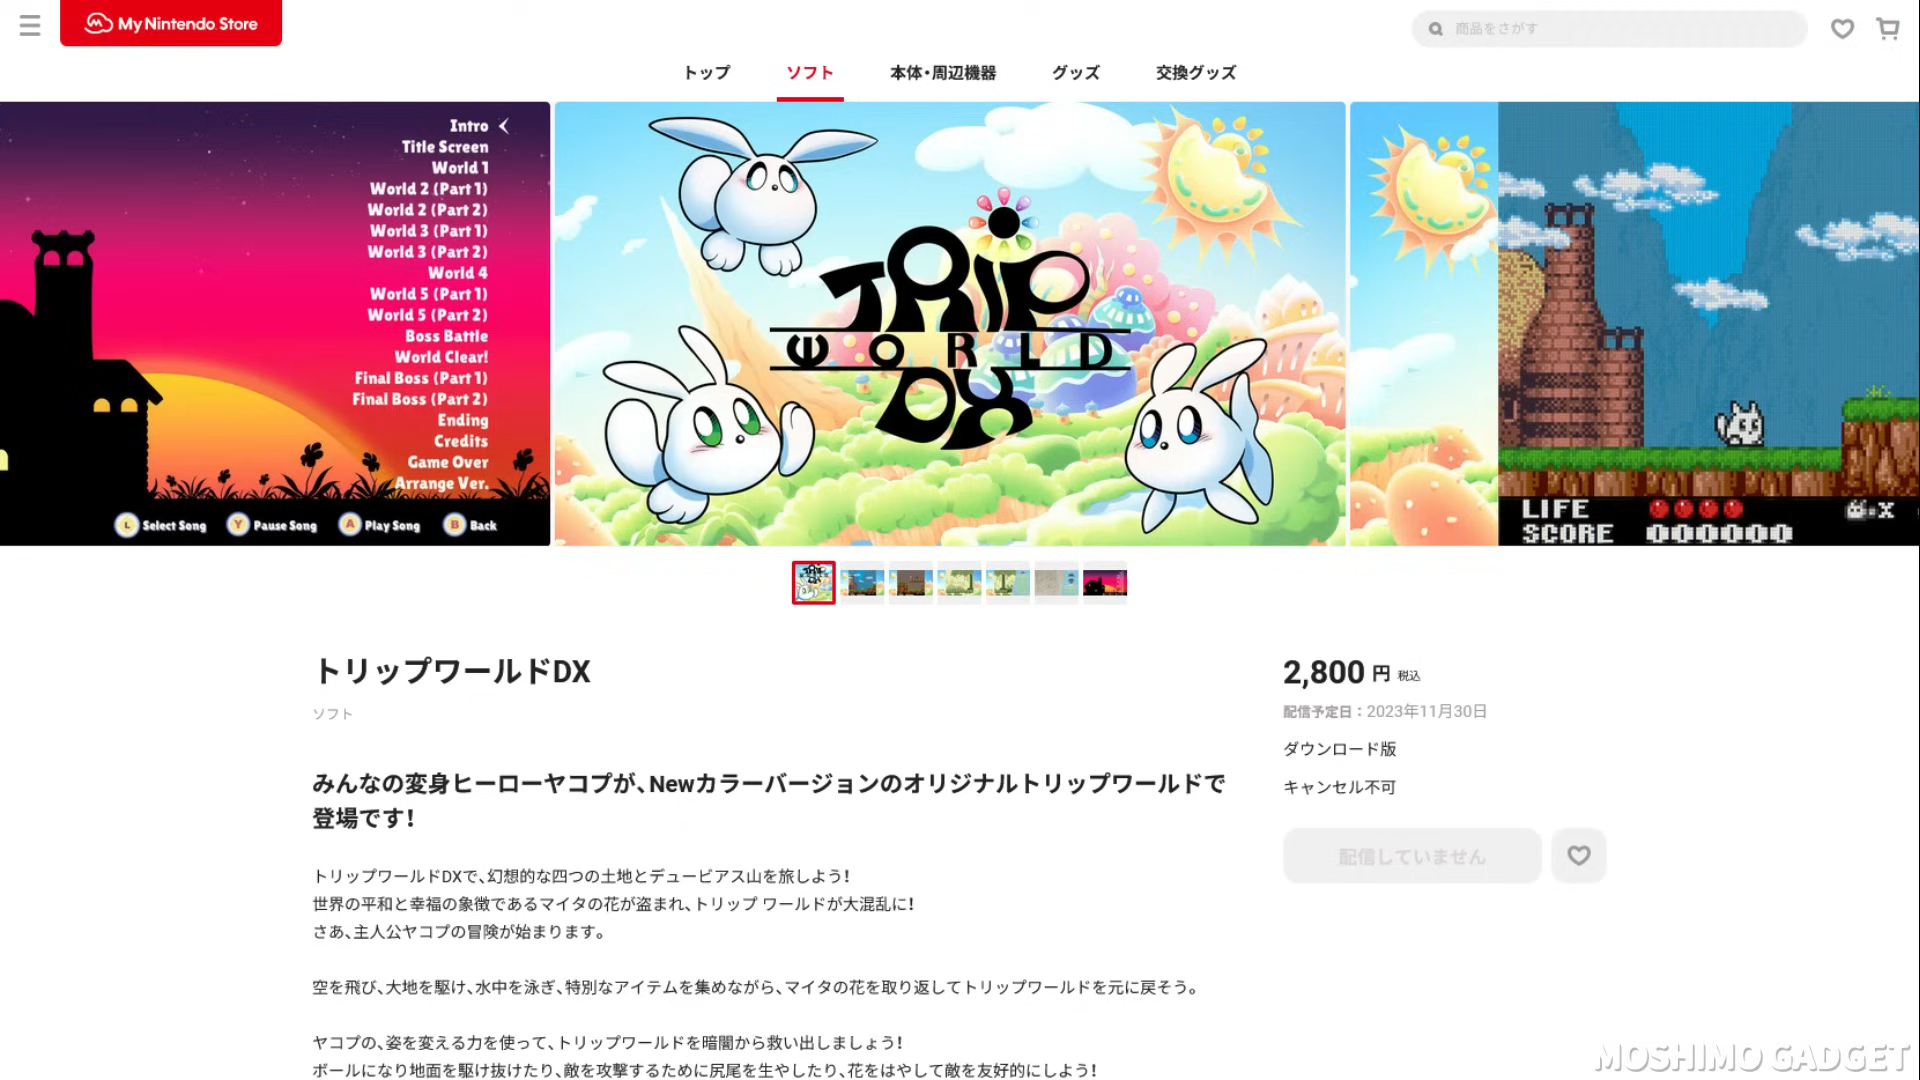 My Nintendo Store
商品をさがす
トップ
ソフト
本体・周辺機器
グッズ
交換グッズ
Intro
Title Screen
World 1
World 2 (Part 1)
World 2 (Part 2)
World 3 (Part 1)
World 3 (Part 2)
World 4
World 5 (Part 1)
World 5 (Part 2)
Boss Battle
World Clear!
Final Boss (Part 1)
Final Boss (Part 2)
Ending
Credits
Game Over
Arrange Ver.
L Select Song
Y Pause Song
A Play Song
B Back
TRIP
WORLD
DX
LIFE
SCORE 000000
X
トリップワールドDX
ソフト
2,800 円 税込
配信予定日：2023年11月30日
ダウンロード版
キャンセル不可
配信していません
みんなの変身ヒーローヤコプが、Newカラーバージョンのオリジナルトリップワールドで
登場です！
トリップワールドDXで、幻想的な四つの土地とデュービアス山を旅しよう！
世界の平和と幸福の象徴であるマイタの花が盗まれ、トリップ ワールドが大混乱に！
さあ、主人公ヤコプの冒険が始まります。
空を飛び、大地を駆け、水中を泳ぎ、特別なアイテムを集めながら、マイタの花を取り返してトリップワールドを元に戻そう。
ヤコプの、姿を変える力を使って、トリップワールドを暗闇から救い出しましょう！
ボールになり地面を駆け抜けたり、敵を攻撃するために尻尾を生やしたり、花をはやして敵を友好的にしよう！
MOSHIMO GADGET